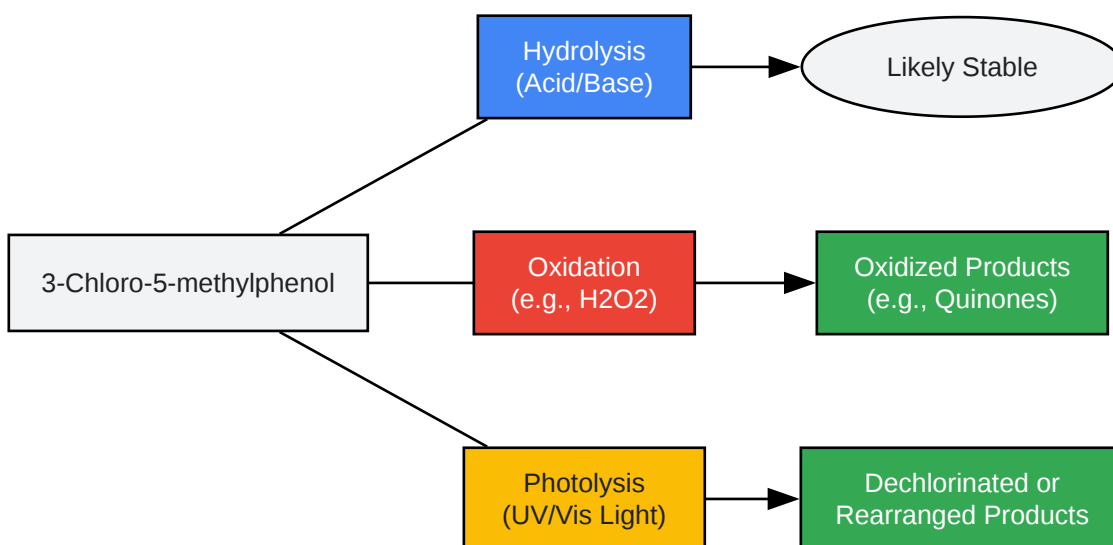 Hydrolysis
(Acid/Base)
Likely Stable
3-Chloro-5-methylphenol
Oxidation
(e.g., H2O2)
Oxidized Products
(e.g., Quinones)
Photolysis
(UV/Vis Light)
Dechlorinated or
Rearranged Products